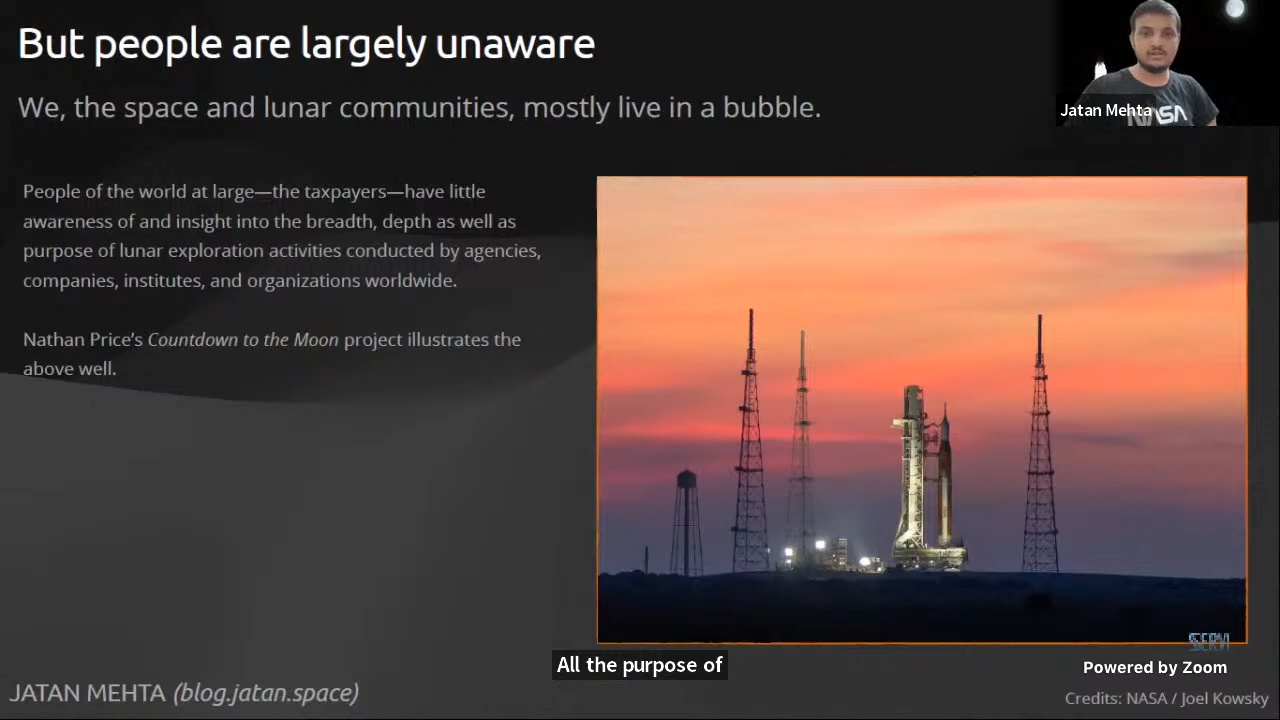 But people are largely unaware
We, the space and lunar communities, mostly live in a bubble.
Jatan Mehta
NASA
People of the world at large—the taxpayers—have little
awareness of and insight into the breadth, depth as well as
purpose of lunar exploration activities conducted by agencies,
companies, institutes, and organizations worldwide.
Nathan Price’s Countdown to the Moon project illustrates the
above well.
SSERVI
All the purpose of
Powered by Zoom
JATAN MEHTA (blog.jatan.space)
Credits: NASA / Joel Kowsky